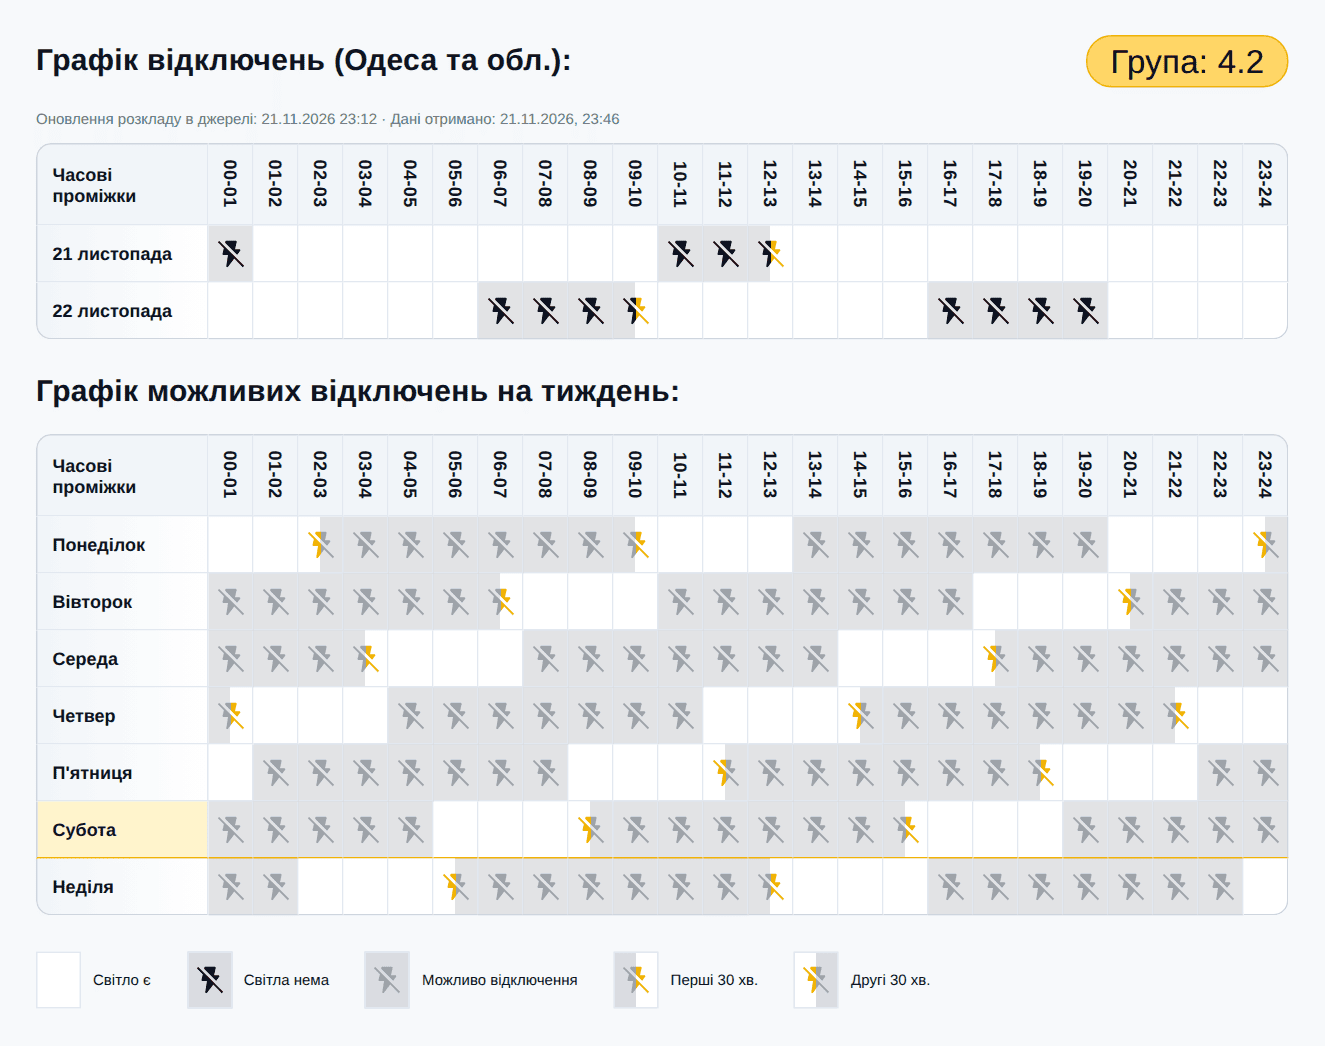 Графік відключень (Одеса та обл.):
Група: 4.2
Оновлення розкладу в джерелі: 21.11.2026 23:12 · Дані отримано: 21.11.2026, 23:46
Часові проміжки 00-01 01-02 02-03 03-04 04-05 05-06 06-07 07-08 08-09 09-10 10-11 11-12 12-13 13-14 14-15 15-16 16-17 17-18 18-19 19-20 20-21 21-22 22-23 23-24
21 листопада
22 листопада
Графік можливих відключень на тиждень:
Часові проміжки 00-01 01-02 02-03 03-04 04-05 05-06 06-07 07-08 08-09 09-10 10-11 11-12 12-13 13-14 14-15 15-16 16-17 17-18 18-19 19-20 20-21 21-22 22-23 23-24
Понеділок
Вівторок
Середа
Четвер
П'ятниця
Субота
Неділя
Світло є Світла нема Можливо відключення Перші 30 хв. Другі 30 хв.